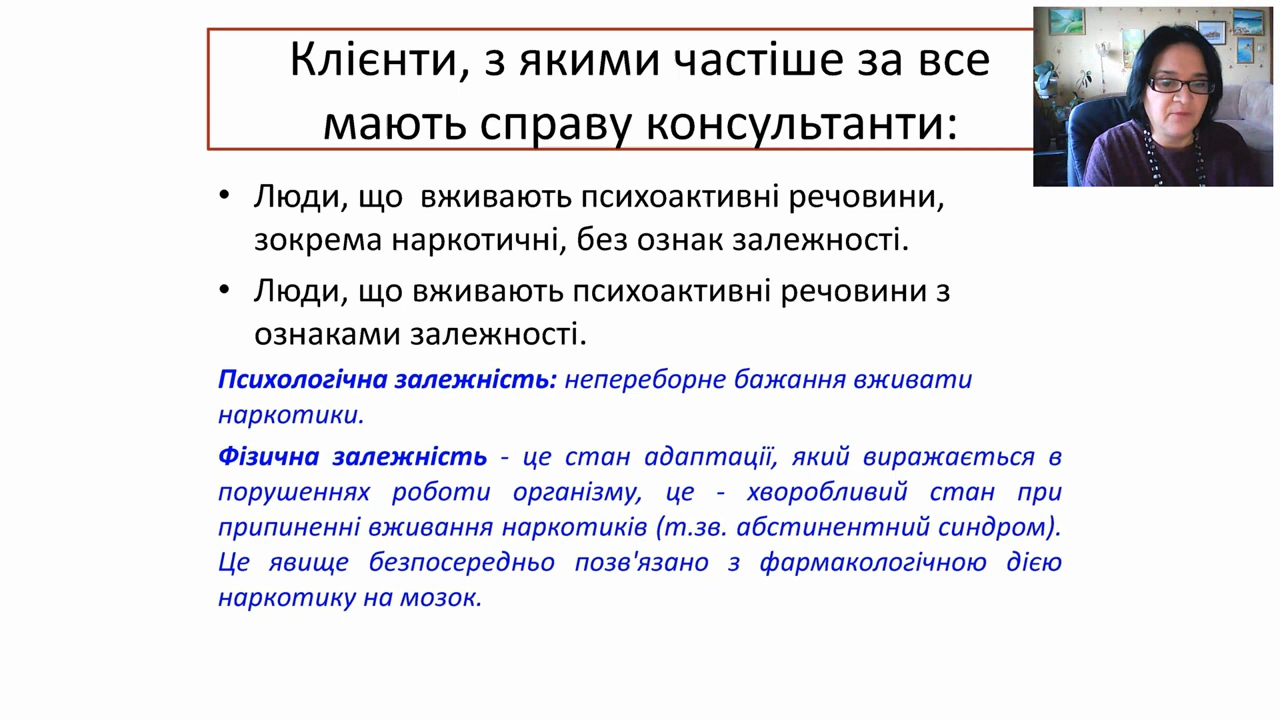 Клієнти, з якими частіше за все
мають справу консультанти:
• Люди, що вживають психоактивні речовини,
зокрема наркотичні, без ознак залежності.
• Люди, що вживають психоактивні речовини з
ознаками залежності.
Психологічна залежність: непереборне бажання вживати
наркотики.
Фізична залежність - це стан адаптації, який виражається в
порушеннях роботи організму, це - хворобливий стан при
припиненні вживання наркотиків (т.зв. абстинентний синдром).
Це явище безпосередньо позв'язано з фармакологічною дією
наркотику на мозок.